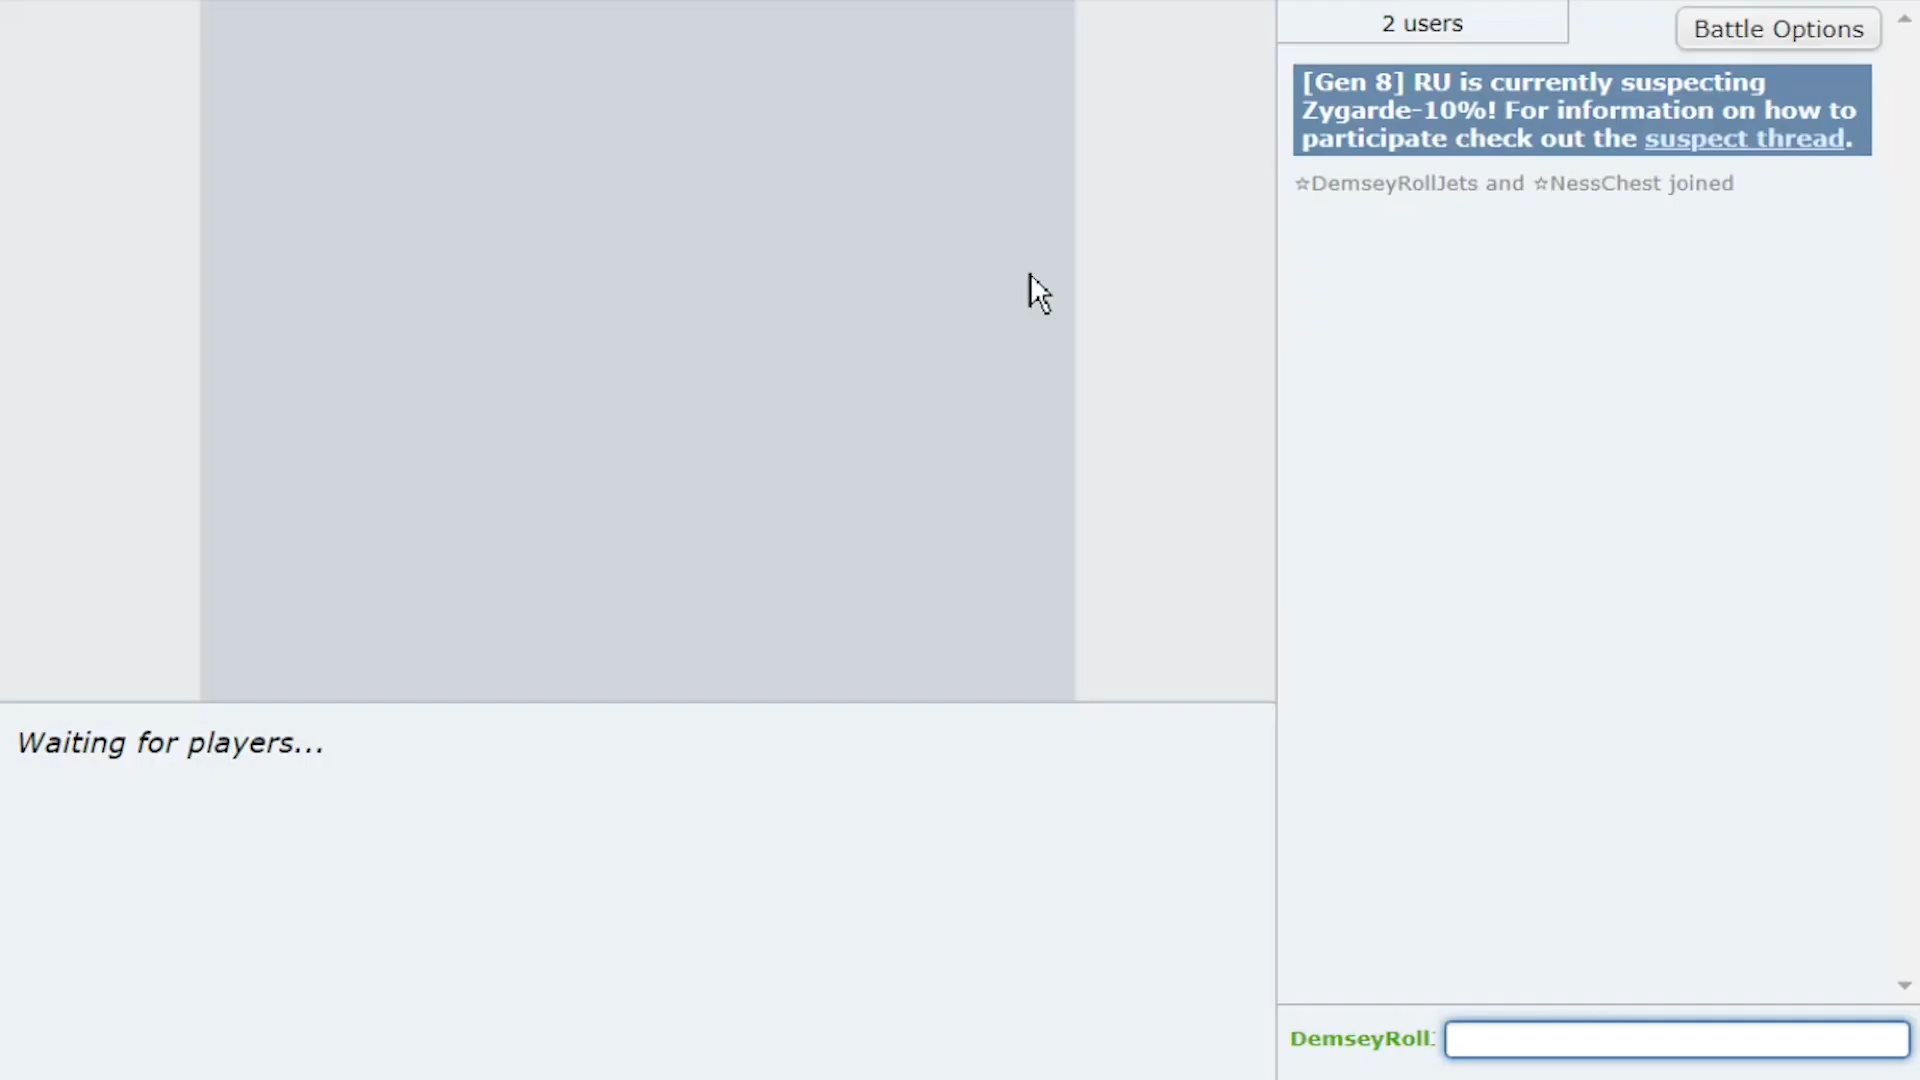 2 users
Battle Options
[Gen 8] RU is currently suspecting
Zygarde-10%! For information on how to
participate check out the suspect thread.
☆DemseyRollJets and ☆NessChest joined
Waiting for players...
DemseyRoll